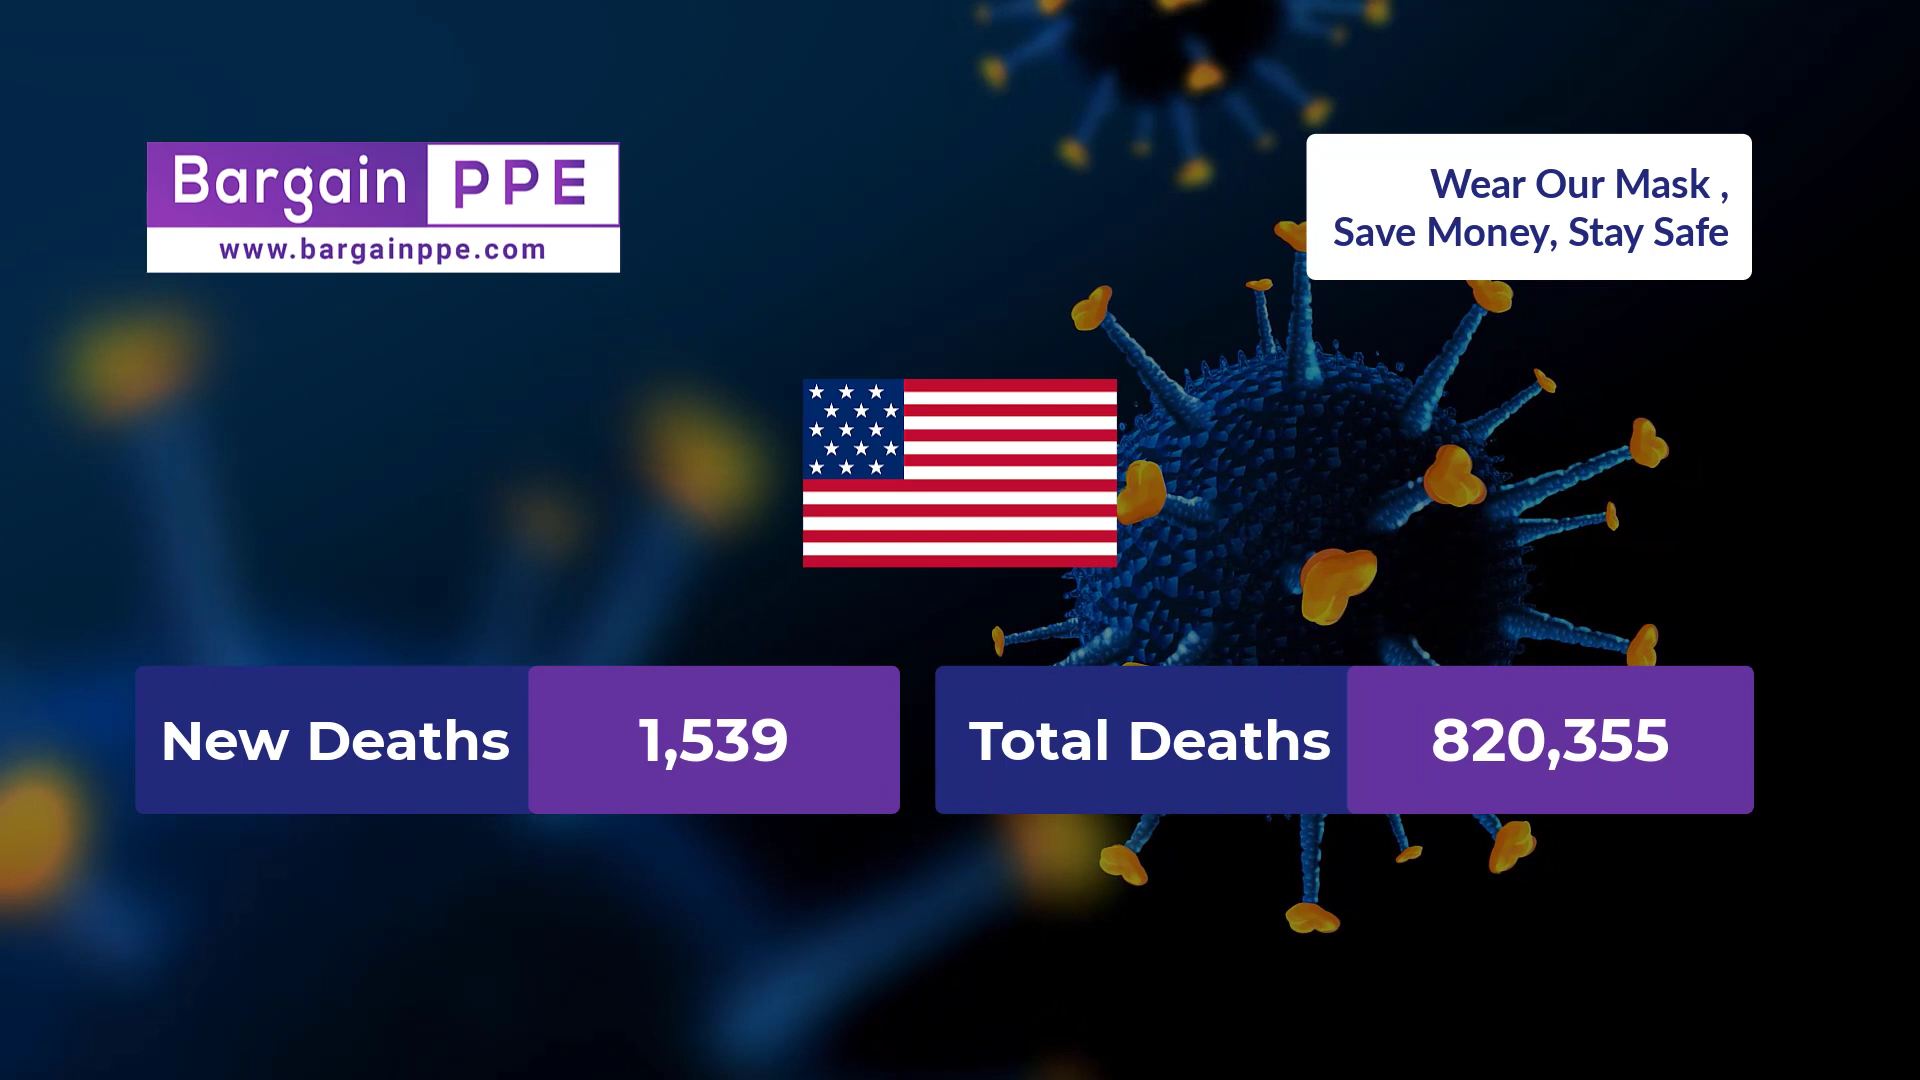 Bargain PPE
www.bargainppe.com
Wear Our Mask ,
Save Money, Stay Safe
New Deaths 1,539
Total Deaths 820,355